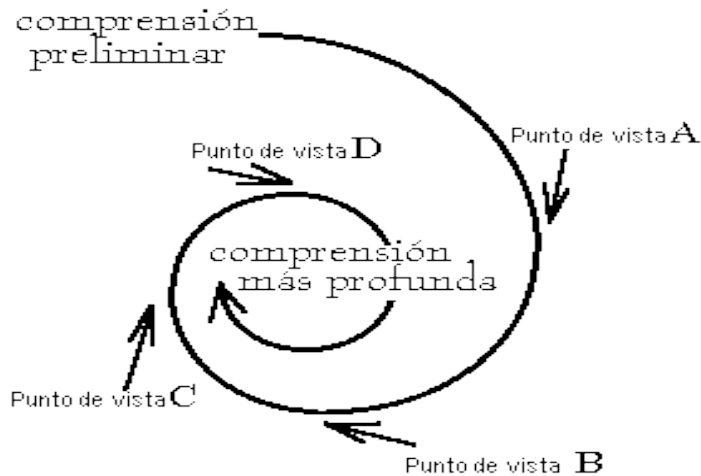 comprensión
preliminar
Punto de vista A
Punto de vista D
comprensión
más profunda
Punto de vista C
Punto de vista B